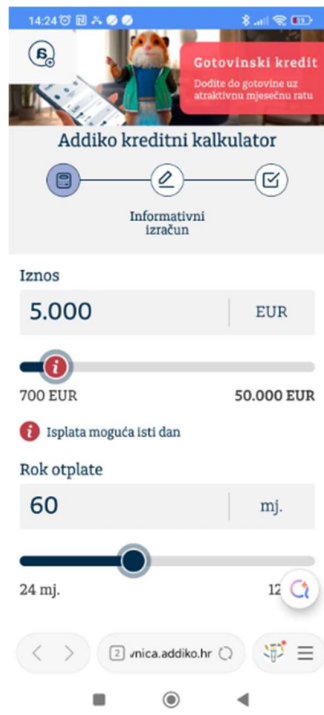 14:24
Gotovinski kredit
Dođite do gotovine uz
atraktivnu mjesečnu ratu
a
Addiko kreditni kalkulator
Informativni
izračun
Iznos
5.000 EUR
i
700 EUR 50.000 EUR
i Isplata moguća isti dan
Rok otplate
60 mj.
24 mj. 12
2 vnica.addiko.hr